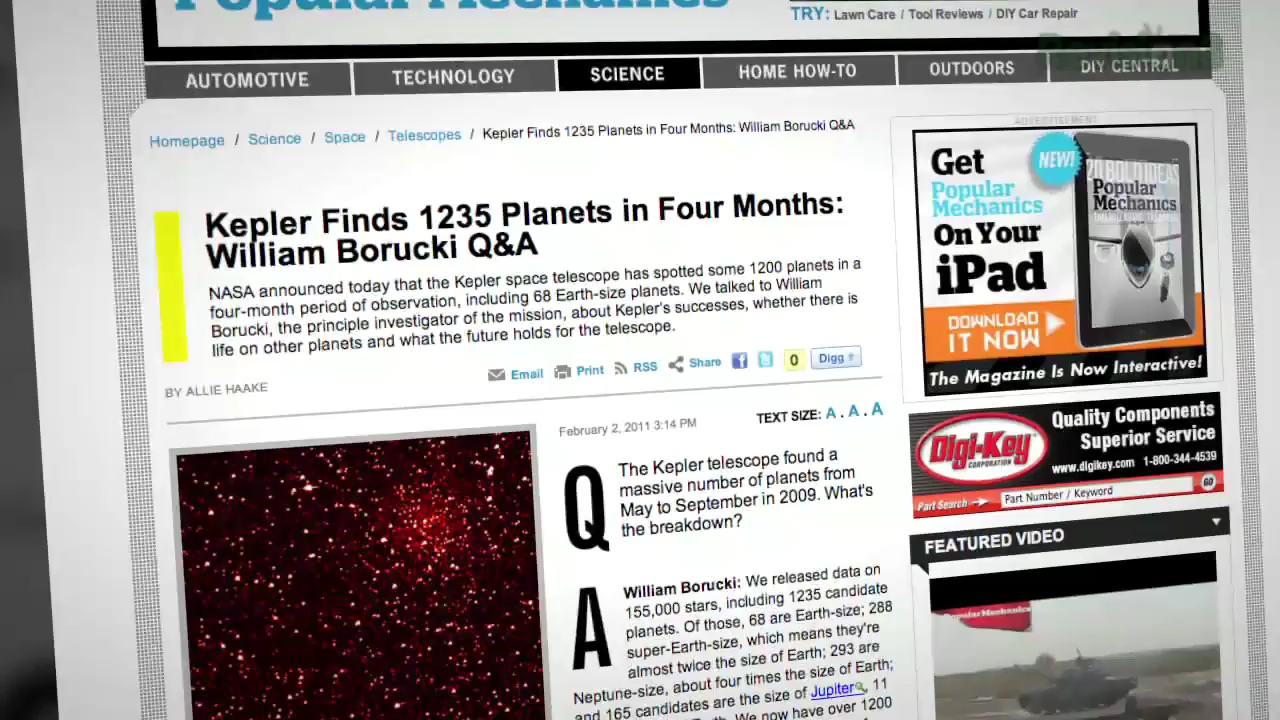 Popular Mechanics
TRY: Lawn Care / Tool Reviews / DIY Car Repair
AUTOMOTIVE TECHNOLOGY SCIENCE HOME HOW-TO OUTDOORS DIY CENTRAL
Homepage / Science / Space / Telescopes / Kepler Finds 1235 Planets in Four Months: William Borucki Q&A
Kepler Finds 1235 Planets in Four Months:
William Borucki Q&A
NASA announced today that the Kepler space telescope has spotted some 1200 planets in a
four-month period of observation, including 68 Earth-size planets. We talked to William
Borucki, the principle investigator of the mission, about Kepler's successes, whether there is
life on other planets and what the future holds for the telescope.
Email Print RSS Share 0 Digg
BY ALLIE HAAKE
February 2, 2011 3:14 PM
TEXT SIZE: A . A . A
Q
The Kepler telescope found a
massive number of planets from
May to September in 2009. What's
the breakdown?
A
William Borucki: We released data on
155,000 stars, including 1235 candidate
planets. Of those, 68 are Earth-size; 288
super-Earth-size, which means they're
almost twice the size of Earth; 293 are
Neptune-size, about four times the size of Earth;
and 165 candidates are the size of Jupiter, 11
We now have over 1200
ADVERTISEMENT
Get
Popular
Mechanics
On Your
iPad
NEW!
20 BOLD IDEAS
Popular
Mechanics
DOWNLOAD
IT NOW
The Magazine Is Now Interactive!
Digi-Key
CORPORATION
Quality Components
Superior Service
www.digikey.com 1-800-344-4539
Part Search Part Number / Keyword GO
FEATURED VIDEO
Popular Mechanics